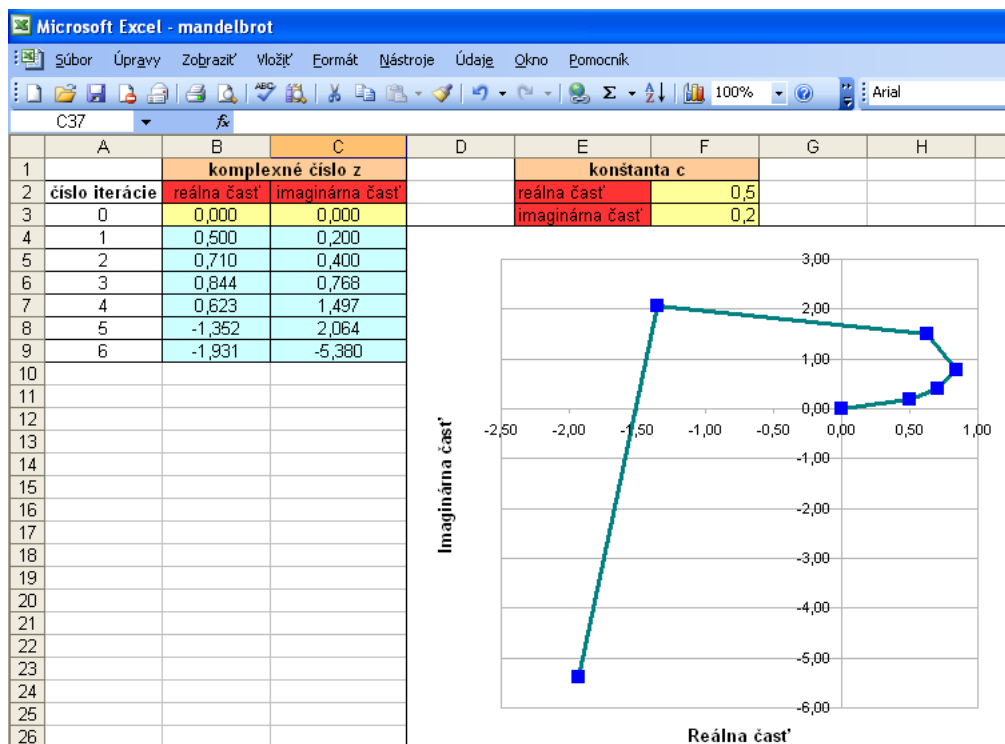 Microsoft Excel - mandelbrot
Súbor Úpravy Zobraziť Vložiť Formát Nástroje Údaje Okno Pomocník
ABC Σ A Z 100% Arial
C37 fx
A B C D E F G H
1 komplexné číslo z konštanta c
2 číslo iterácie reálna časť imaginárna časť reálna časť 0,5
3 0 0,000 0,000 imaginárna časť 0,2
4 1 0,500 0,200
5 2 0,710 0,400
6 3 0,844 0,768
7 4 0,623 1,497
8 5 -1,352 2,064
9 6 -1,931 -5,380
10
11
12
13
14
15
16
17
18
19
20
21
22
23
24
25
26
3,00
2,00
1,00
0,00
-2,50 -2,00 -1,50 -1,00 -0,50 0,00 0,50 1,00
-1,00
-2,00
-3,00
-4,00
-5,00
-6,00
Imaginárna časť
Reálna časť